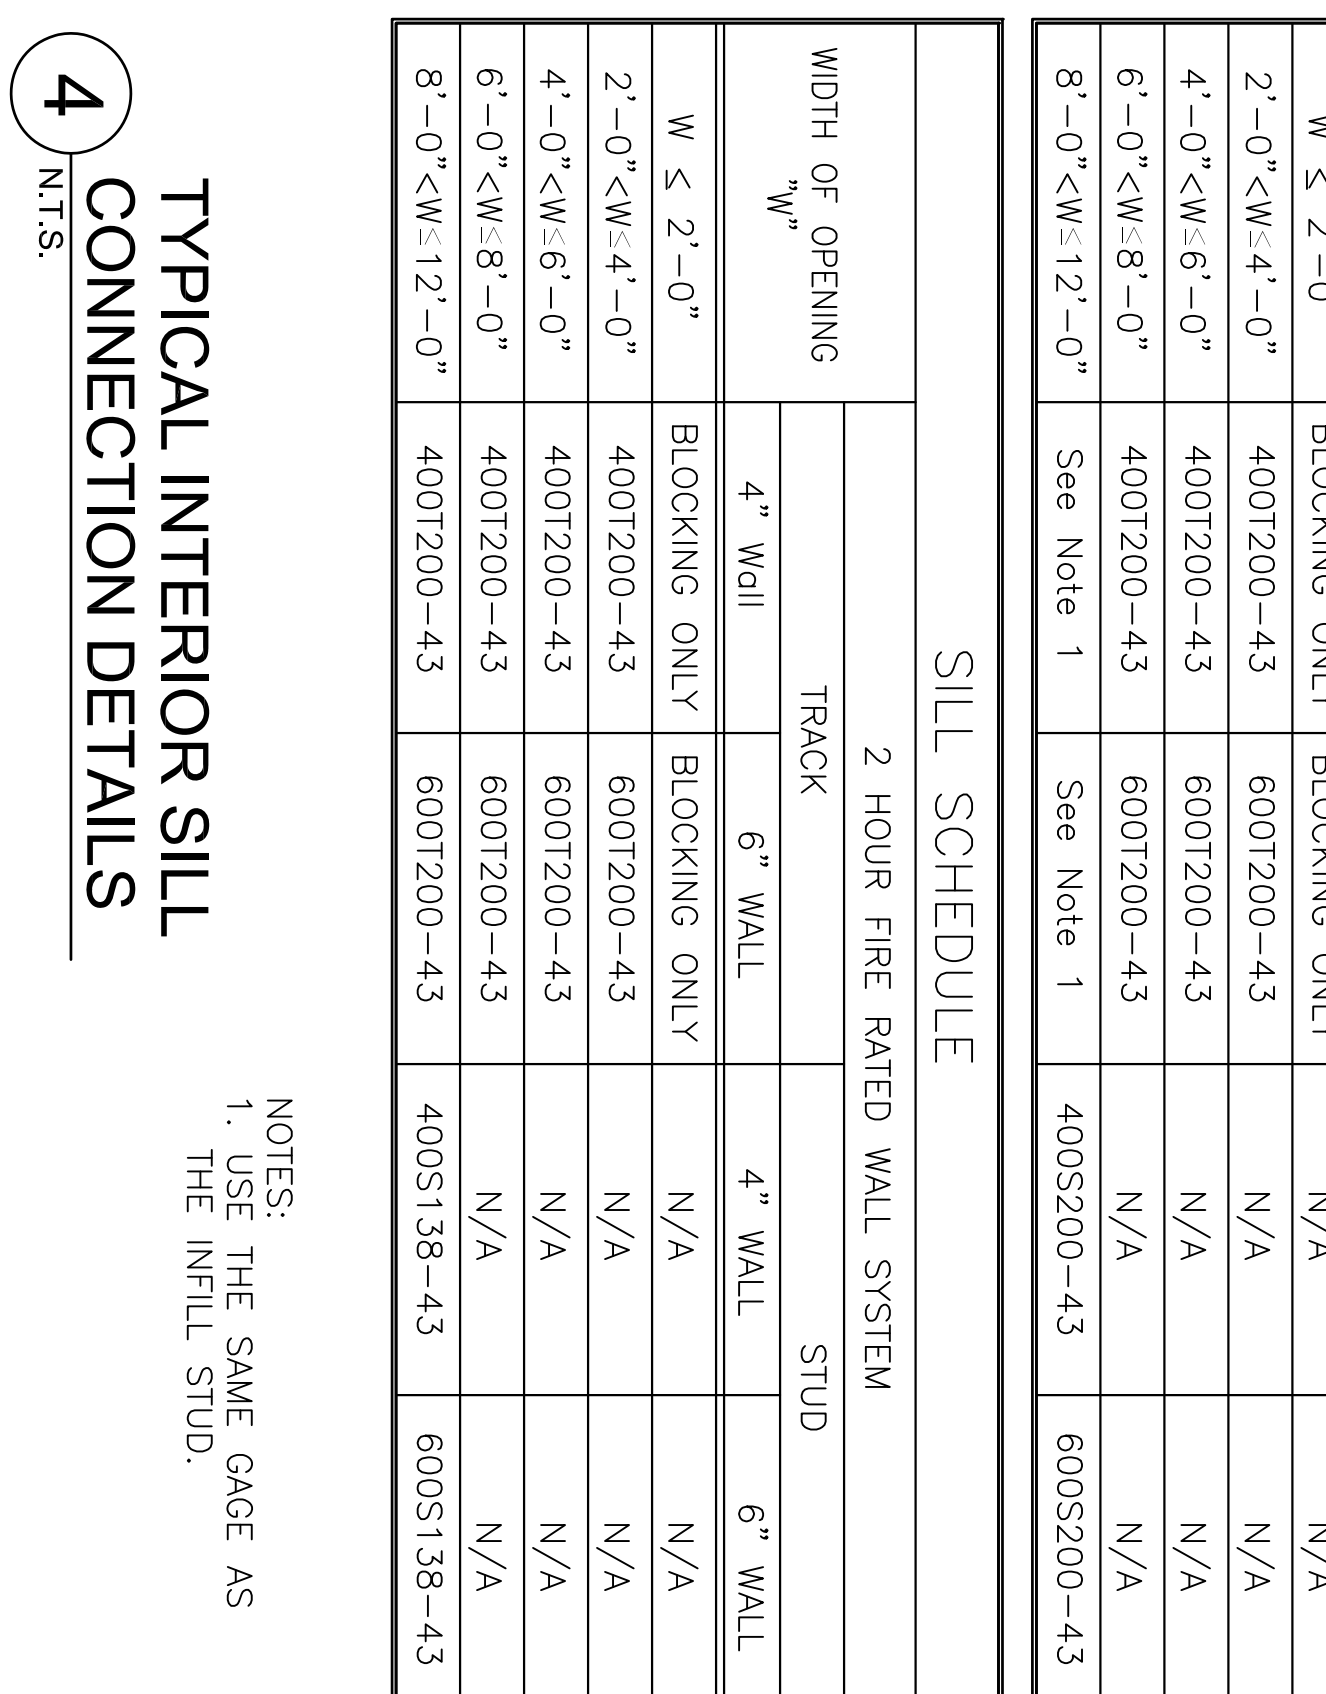 W ≤ 2'-0" BLOCKING ONLY BLOCKING ONLY N/A N/A
2'-0"<W≤4'-0" 400T200-43 600T200-43 N/A N/A
4'-0"<W≤6'-0" 400T200-43 600T200-43 N/A N/A
6'-0"<W≤8'-0" 400T200-43 600T200-43 N/A N/A
8'-0"<W≤12'-0" See Note 1 See Note 1 400S200-43 600S200-43
SILL SCHEDULE
WIDTH OF OPENING
"W"
2 HOUR FIRE RATED WALL SYSTEM
TRACK STUD
4" Wall 6" WALL 4" WALL 6" WALL
W ≤ 2'-0" BLOCKING ONLY BLOCKING ONLY N/A N/A
2'-0"<W≤4'-0" 400T200-43 600T200-43 N/A N/A
4'-0"<W≤6'-0" 400T200-43 600T200-43 N/A N/A
6'-0"<W≤8'-0" 400T200-43 600T200-43 N/A N/A
8'-0"<W≤12'-0" 400T200-43 600T200-43 400S138-43 600S138-43
NOTES:
1. USE THE SAME GAGE AS
THE INFILL STUD.
TYPICAL INTERIOR SILL
CONNECTION DETAILS
4
N.T.S.